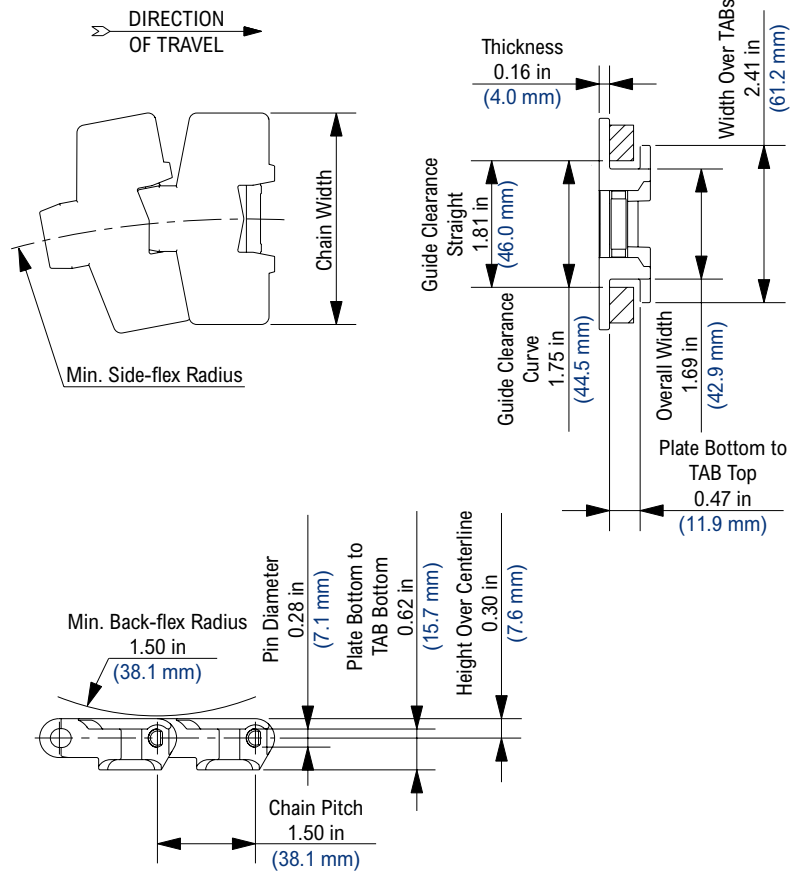 DIRECTION
OF TRAVEL
Chain Width
Min. Side-flex Radius
Thickness
0.16 in
(4.0 mm)
Width Over TABs
2.41 in
(61.2 mm)
Guide Clearance
Straight
1.81 in
(46.0 mm)
Guide Clearance
Curve
1.75 in
(44.5 mm)
Overall Width
1.69 in
(42.9 mm)
Plate Bottom to
TAB Top
0.47 in
(11.9 mm)
Min. Back-flex Radius
1.50 in
(38.1 mm)
Pin Diameter
0.28 in
(7.1 mm)
Plate Bottom to
TAB Bottom
0.62 in
(15.7 mm)
Height Over Centerline
0.30 in
(7.6 mm)
Chain Pitch
1.50 in
(38.1 mm)